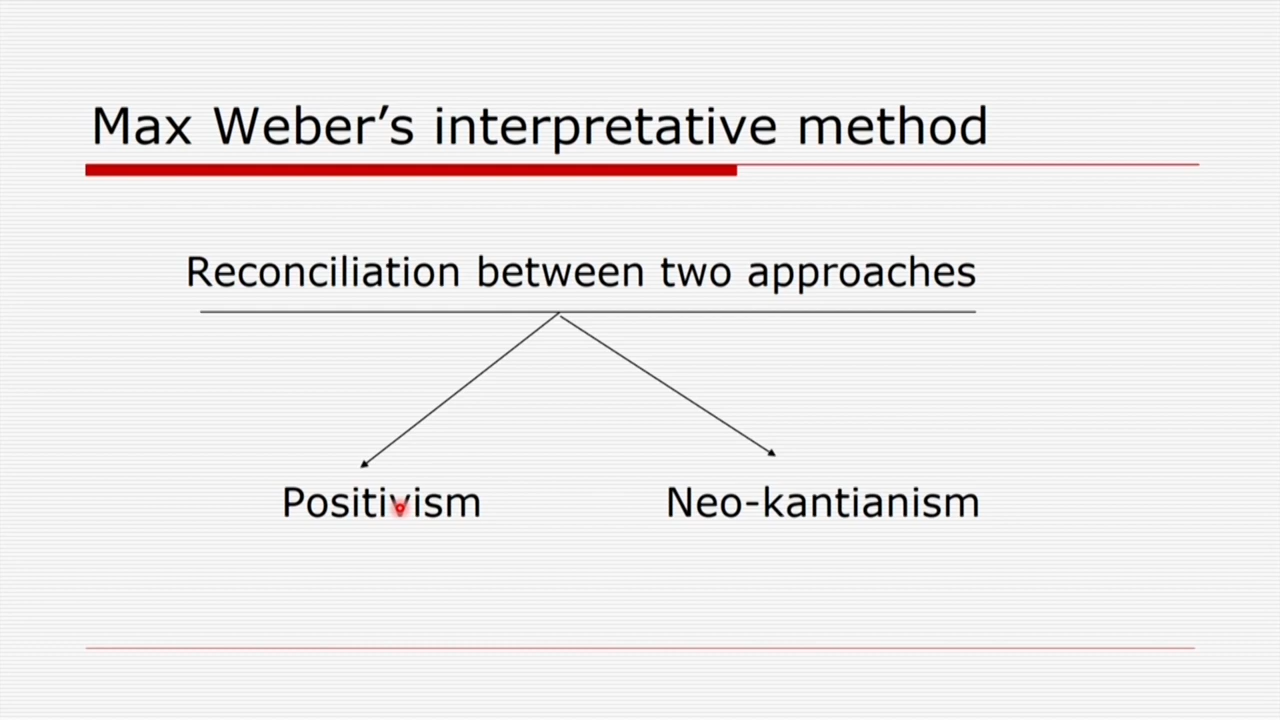 Max Weber’s interpretative method
Reconciliation between two approaches
Positivism
Neo-kantianism